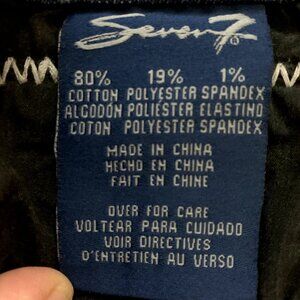 Seven7
80% 19% 1%
COTTON POLYESTER SPANDEX
ALGODÓN POLIÉSTER ELASTINO
COTON POLYESTER SPANDEX
MADE IN CHINA
HECHO EN CHINA
FAIT EN CHINE
OVER FOR CARE
VOLTEAR PARA CUIDADO
VOIR DIRECTIVES
D'ENTRETIEN AU VERSO